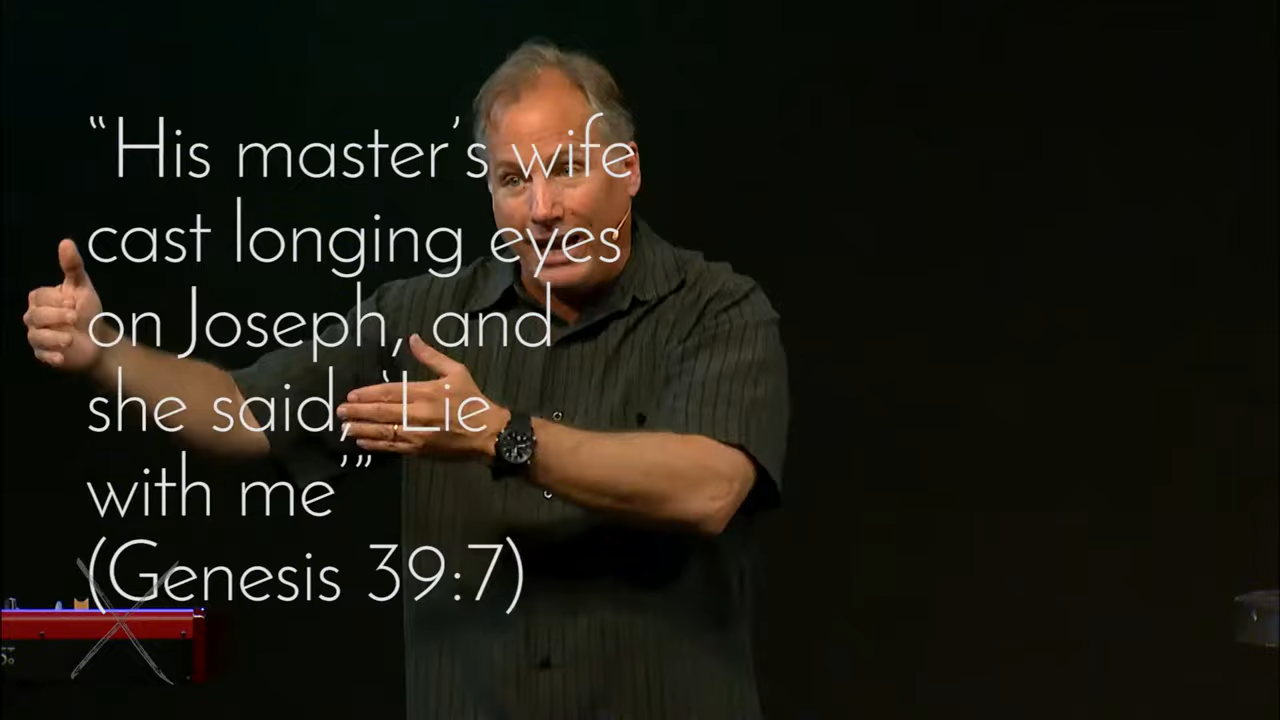 “His master’s wife
cast longing eyes
on Joseph, and
she said, ‘Lie
with me’”
(Genesis 39:7)